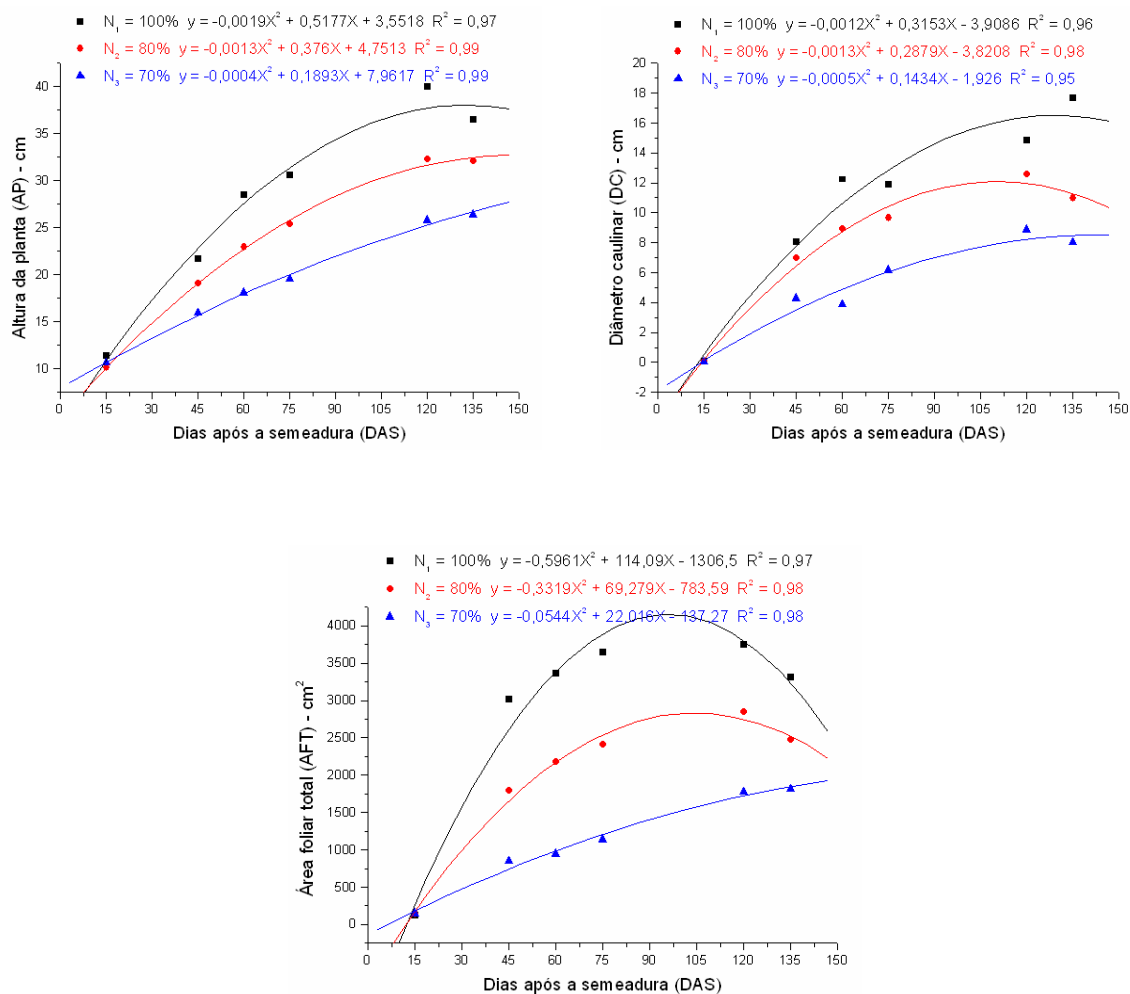 N₁ = 100% y = -0,0019X² + 0,5177X + 3,5518 R² = 0,97
N₂ = 80% y = -0,0013X² + 0,376X + 4,7513 R² = 0,99
N₃ = 70% y = -0,0004X² + 0,1893X + 7,9617 R² = 0,99
Altura da planta (AP) - cm
40
35
30
25
20
15
10
0 15 30 45 60 75 90 105 120 135 150
Dias após a semeadura (DAS)
N₁ = 100% y = -0,0012X² + 0,3153X - 3,9086 R² = 0,96
N₂ = 80% y = -0,0013X² + 0,2879X - 3,8208 R² = 0,98
N₃ = 70% y = -0,0005X² + 0,1434X - 1,926 R² = 0,95
Diâmetro caulinar (DC) - cm
20
18
16
14
12
10
8
6
4
2
0
-2
0 15 30 45 60 75 90 105 120 135 150
Dias após a semeadura (DAS)
N₁ = 100% y = -0,5961X² + 114,09X - 1306,5 R² = 0,97
N₂ = 80% y = -0,3319X² + 69,279X - 783,59 R² = 0,98
N₃ = 70% y = -0,0544X² + 22,016X - 137,27 R² = 0,98
Área foliar total (AFT) - cm²
4000
3500
3000
2500
2000
1500
1000
500
0
0 15 30 45 60 75 90 105 120 135 150
Dias após a semeadura (DAS)